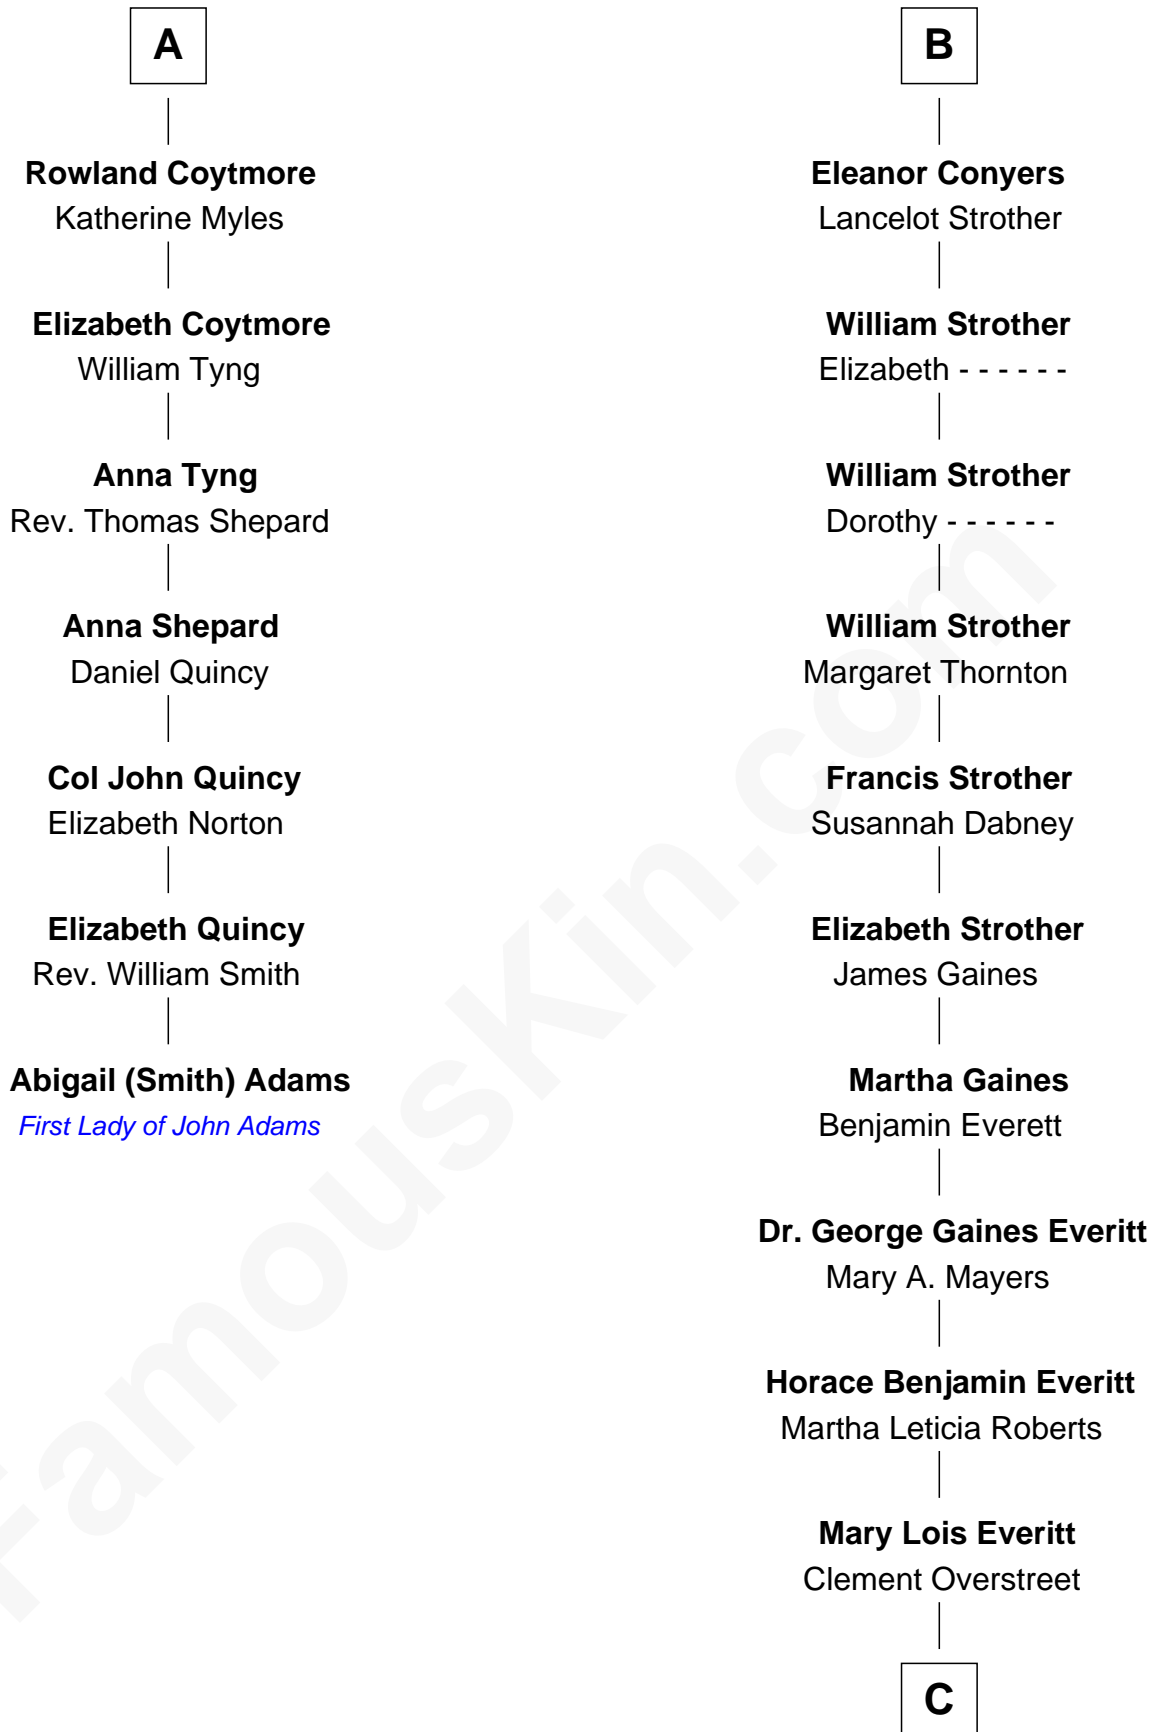 A
Rowland Coytmore
Katherine Myles
Elizabeth Coytmore
William Tyng
Anna Tyng
Rev. Thomas Shepard
Anna Shepard
Daniel Quincy
Col John Quincy
Elizabeth Norton
Elizabeth Quincy
Rev. William Smith
Abigail (Smith) Adams
First Lady of John Adams
B
Eleanor Conyers
Lancelot Strother
William Strother
Elizabeth - - - - - -
William Strother
Dorothy - - - - - -
William Strother
Margaret Thornton
Francis Strother
Susannah Dabney
Elizabeth Strother
James Gaines
Martha Gaines
Benjamin Everett
Dr. George Gaines Everitt
Mary A. Mayers
Horace Benjamin Everitt
Martha Leticia Roberts
Mary Lois Everitt
Clement Overstreet
C
FamousKin.com